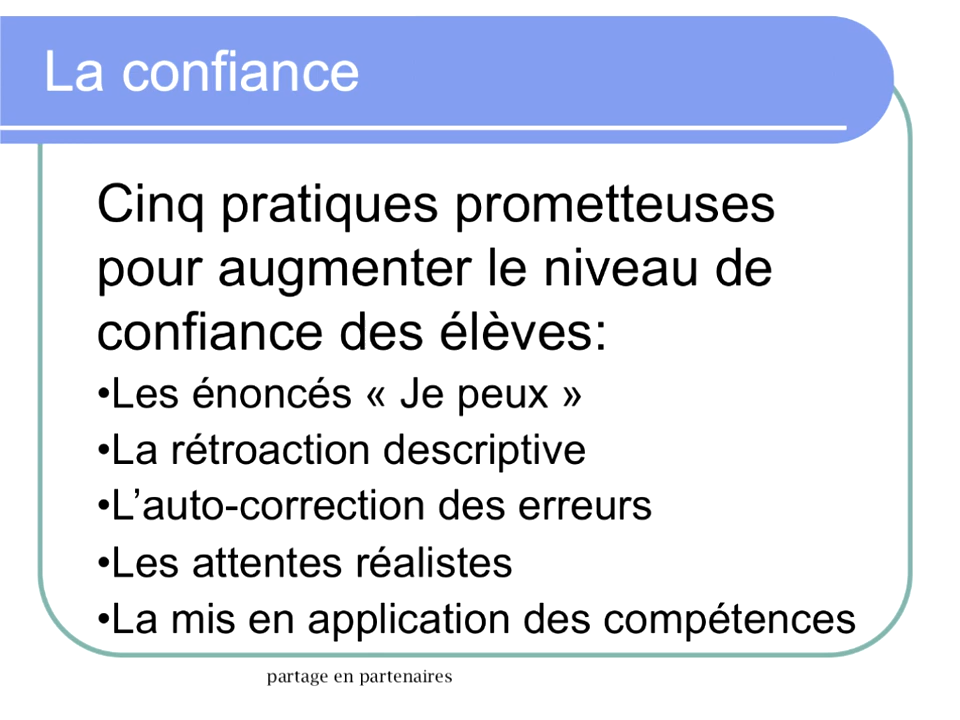 La confiance
Cinq pratiques prometteuses
pour augmenter le niveau de
confiance des élèves:
•Les énoncés « Je peux »
•La rétroaction descriptive
•L’auto-correction des erreurs
•Les attentes réalistes
•La mis en application des compétences
partage en partenaires